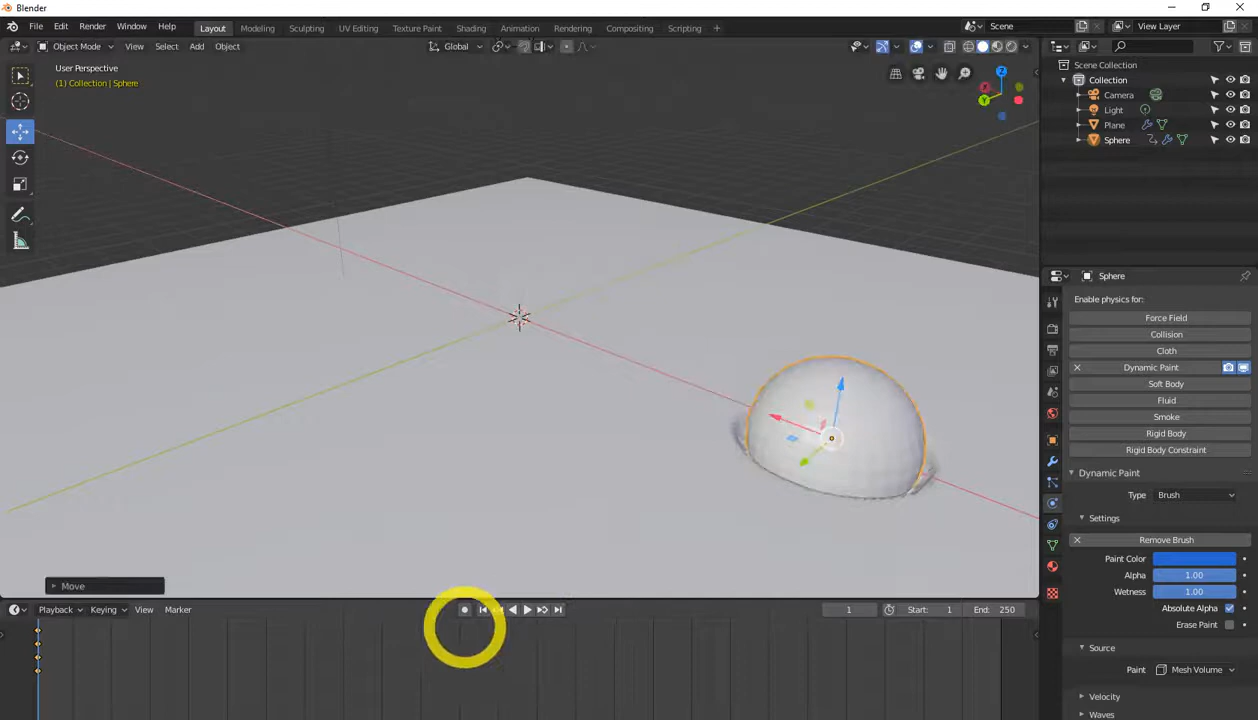 Blender
File Edit Render Window Help Layout Modeling Sculpting UV Editing Texture Paint Shading Animation Rendering Compositing Scripting + Scene View Layer
Object Mode View Select Add Object Global
User Perspective
(1) Collection | Sphere
Z
Y
Scene Collection
Collection
Camera
Light
Plane
Sphere
Sphere
Enable physics for:
Force Field
Collision
Cloth
Dynamic Paint
Soft Body
Fluid
Smoke
Rigid Body
Rigid Body Constraint
Dynamic Paint
Type Brush
Settings
Remove Brush
Paint Color
Alpha 1.00
Wetness 1.00
Absolute Alpha
Erase Paint
Source
Paint Mesh Volume
Velocity
Waves
Move
Playback Keying View Marker 1 Start: 1 End: 250